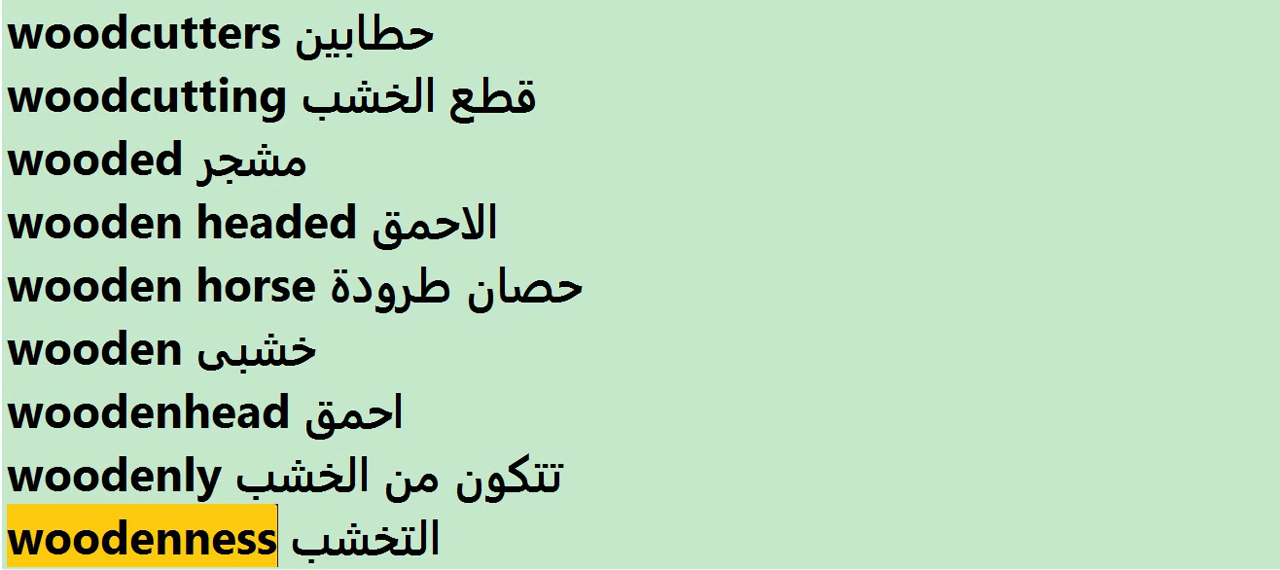 woodcutters حطابين
woodcutting قطع الخشب
wooded مشجر
wooden headed الاحمق
wooden horse حصان طرودة
wooden خشبى
woodenhead احمق
woodenly تتكون من الخشب
woodenness التخشب